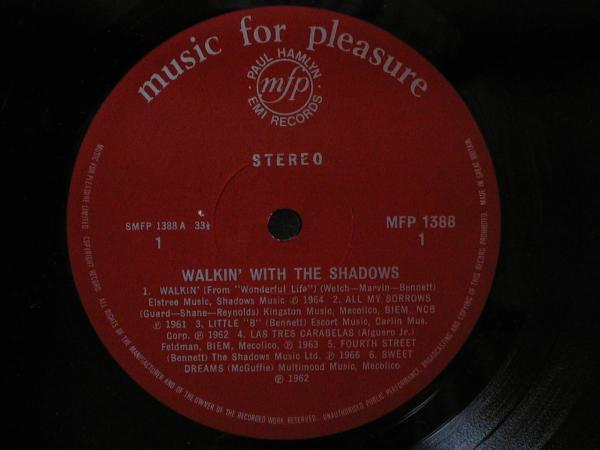 music for pleasure
PAUL HAMLYN
mfp
EMI RECORDS
STEREO
SMFP 1388 A 33⅓
1
MFP 1388
1
WALKIN' WITH THE SHADOWS
1. WALKIN' (From "Wonderful Life") (Welch—Marvin—Bennett)
Elstree Music, Shadows Music ℗ 1964 2. ALL MY SORROWS
(Guard—Shane—Reynolds) Kingston Music, Mecolico, BIEM, NCB
℗ 1961 3. LITTLE "B" (Bennett) Escort Music, Carlin Mus.
Corp. ℗ 1962 4. LAS TRES CARABELAS (Alguero Jr.)
Feldman, BIEM, Mecolico, ℗ 1963 5. FOURTH STREET
(Bennett) The Shadows Music Ltd. ℗ 1966 6. SWEET
DREAMS (McGuffie) Multimood Music, Mecolico
℗ 1962
MUSIC FOR PLEASURE LIMITED COPYRIGHT RECORD. ALL RIGHTS OF THE MANUFACTURER AND OF THE OWNER OF THE RECORDED WORK RESERVED. UNAUTHORISED PUBLIC PERFORMANCE, BROADCASTING AND COPYING OF THIS RECORD PROHIBITED. MADE IN GREAT BRITAIN.